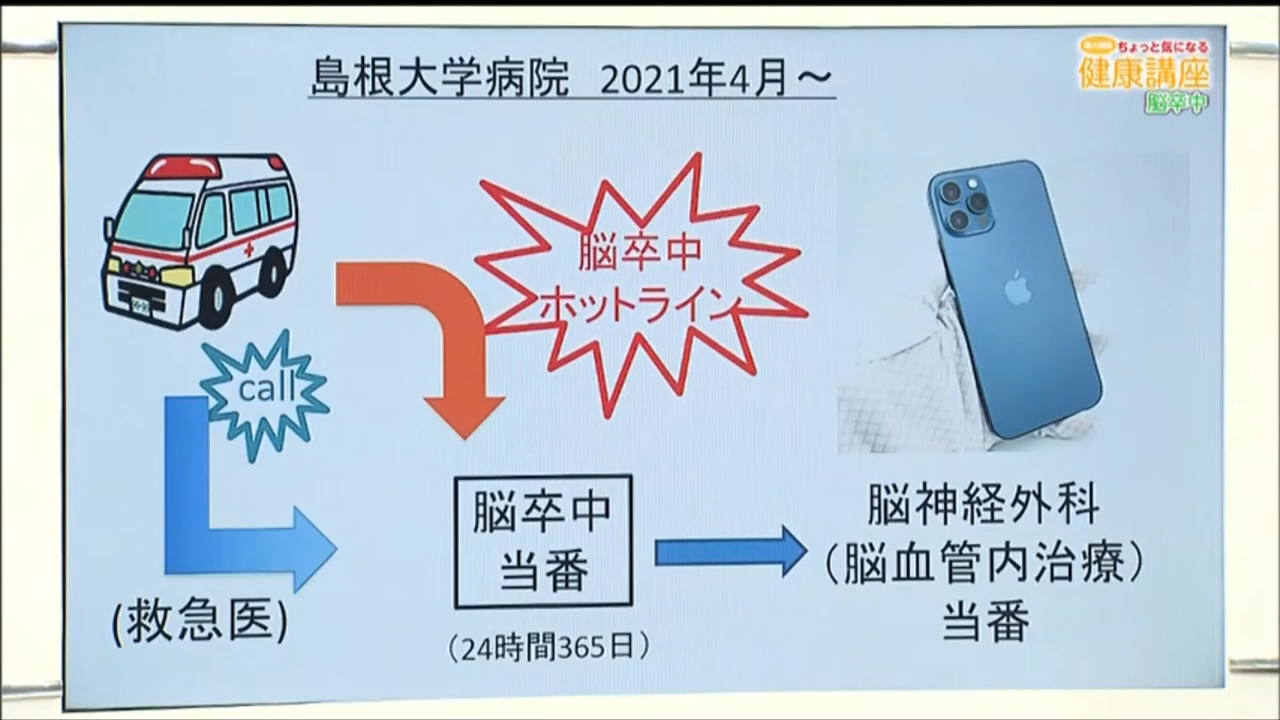 島根大学病院 2021年4月～
ちょっと気になる
健康講座
脳卒中
脳卒中
ホットライン
call
脳卒中
当番
(24時間365日)
(救急医)
脳神経外科
(脳血管内治療)
当番